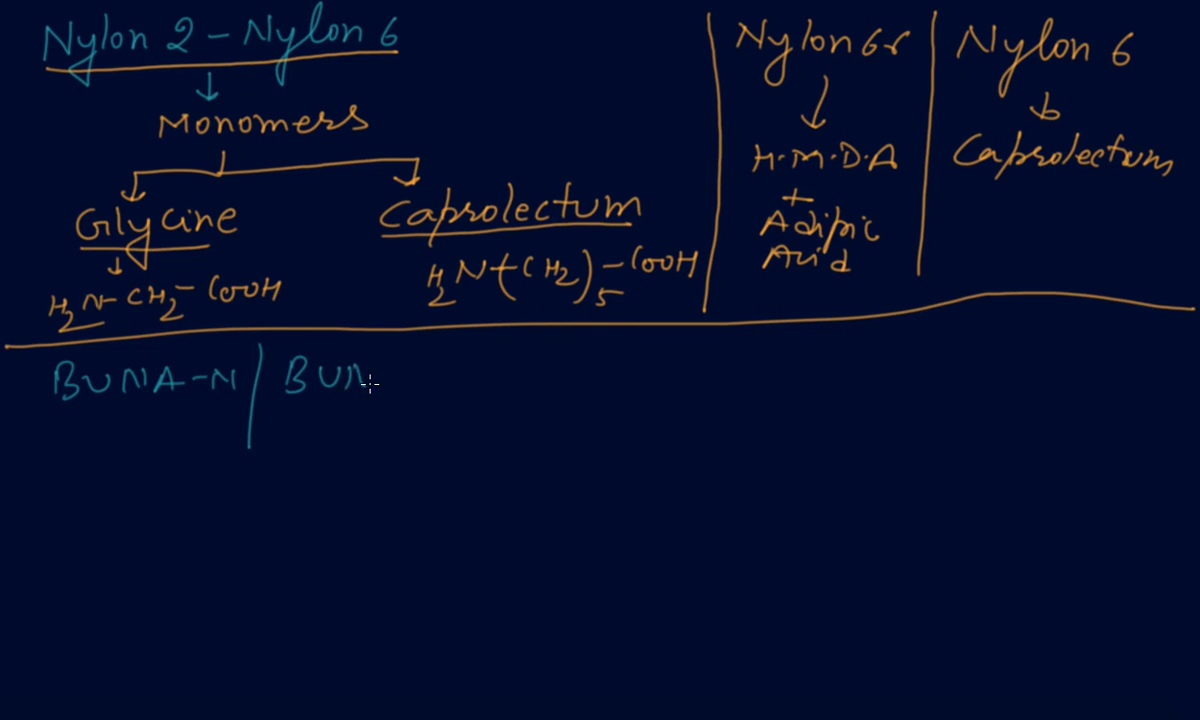 Nylon 2 - Nylon 6
Monomers
Glycine
H2N-CH2-COOH
Caprolectum
H2N-(CH2)5-COOH
Nylon 6,6
H.M.D.A
+
Adipic
Acid
Nylon 6
Caprolectum
BUNA-N
BUN